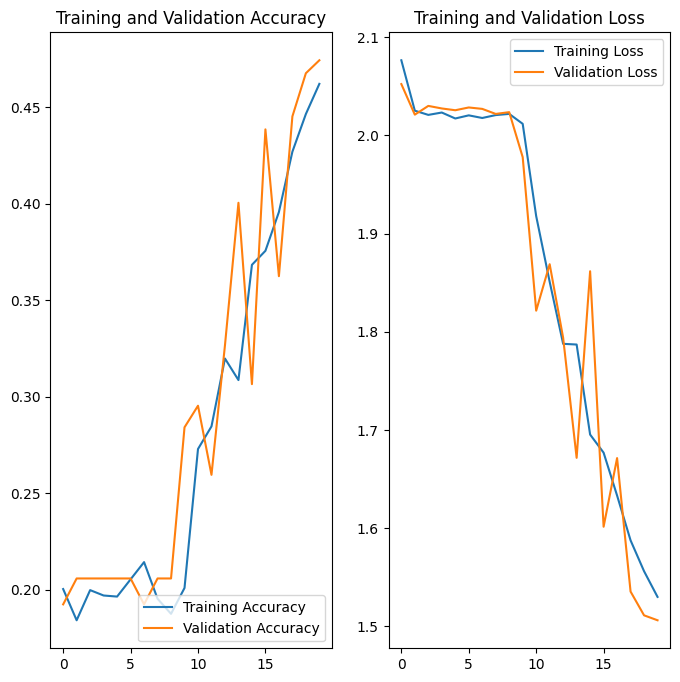 Training and Validation Accuracy
0.45
0.40
0.35
0.30
0.25
0.20
Training Accuracy
Validation Accuracy
0 5 10 15
Training and Validation Loss
Training Loss
Validation Loss
2.1
2.0
1.9
1.8
1.7
1.6
1.5
0 5 10 15